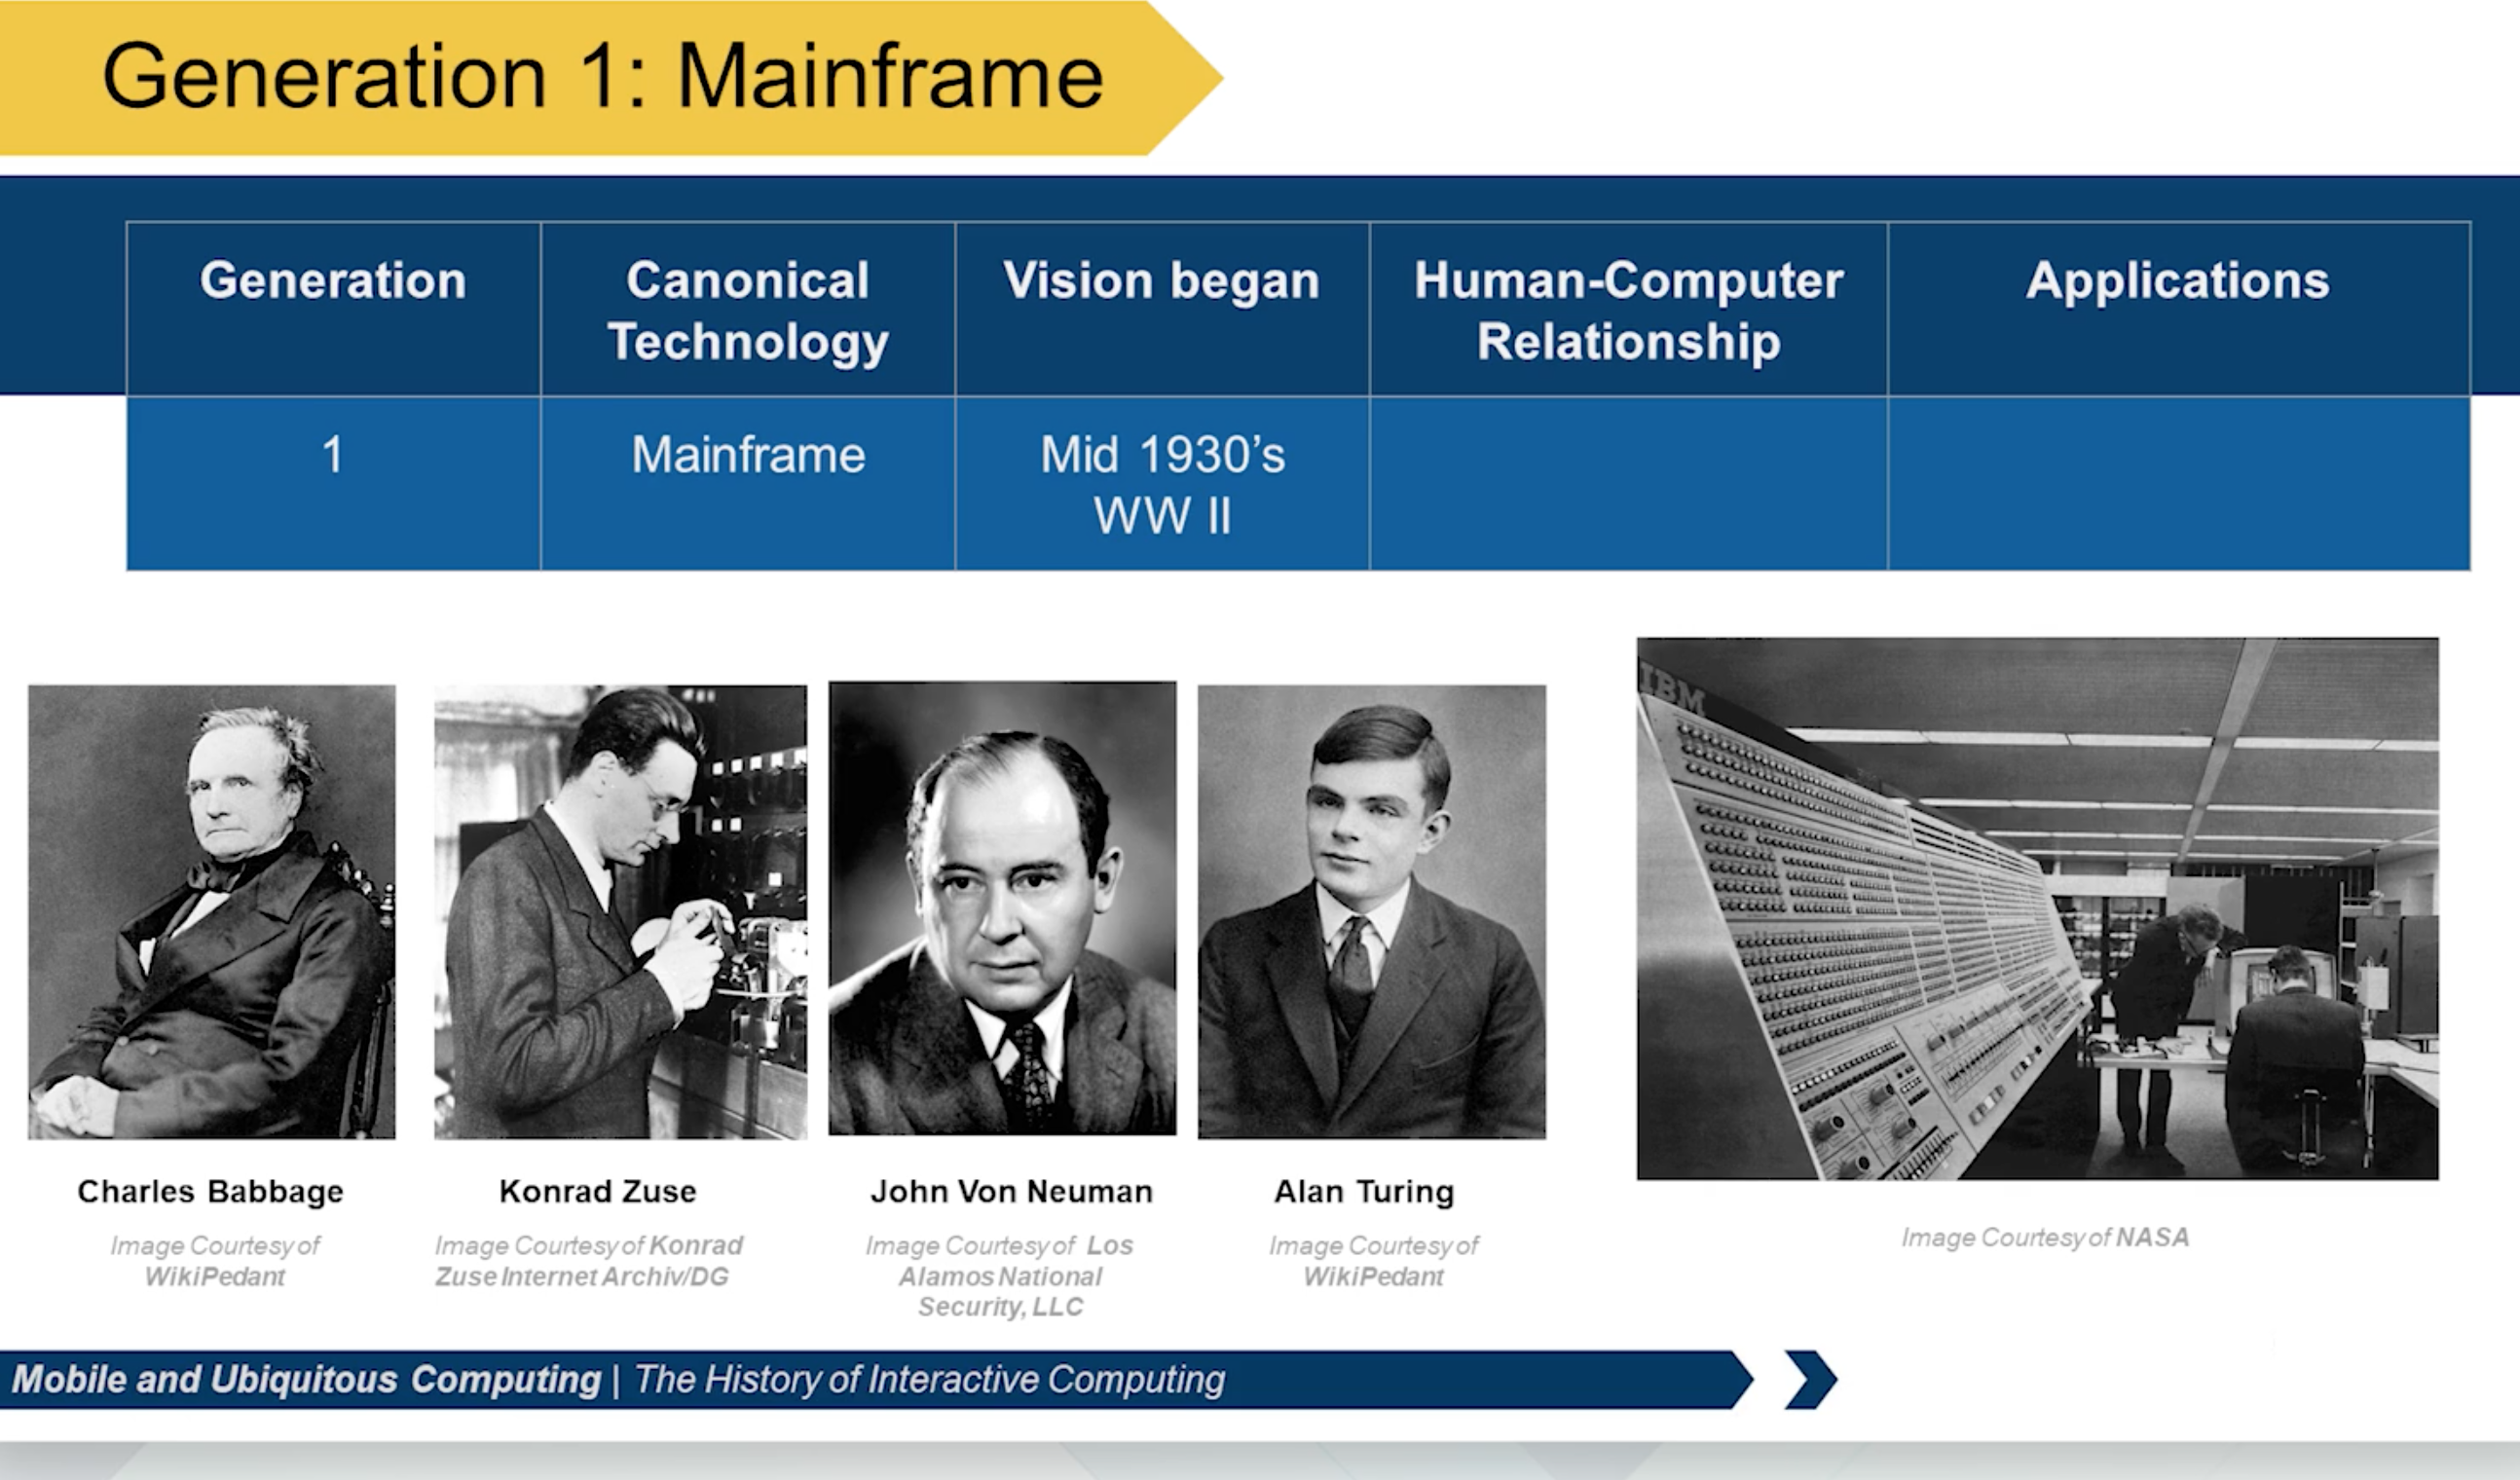 Generation 1: Mainframe
Generation
Canonical
Technology
Vision began
Human-Computer
Relationship
Applications
1
Mainframe
Mid 1930’s
WW II
IBM
Charles Babbage
Image Courtesy of
WikiPedant
Konrad Zuse
Image Courtesy of Konrad
Zuse Internet Archiv/DG
John Von Neuman
Image Courtesy of Los
Alamos National
Security, LLC
Alan Turing
Image Courtesy of
WikiPedant
Image Courtesy of NASA
Mobile and Ubiquitous Computing | The History of Interactive Computing